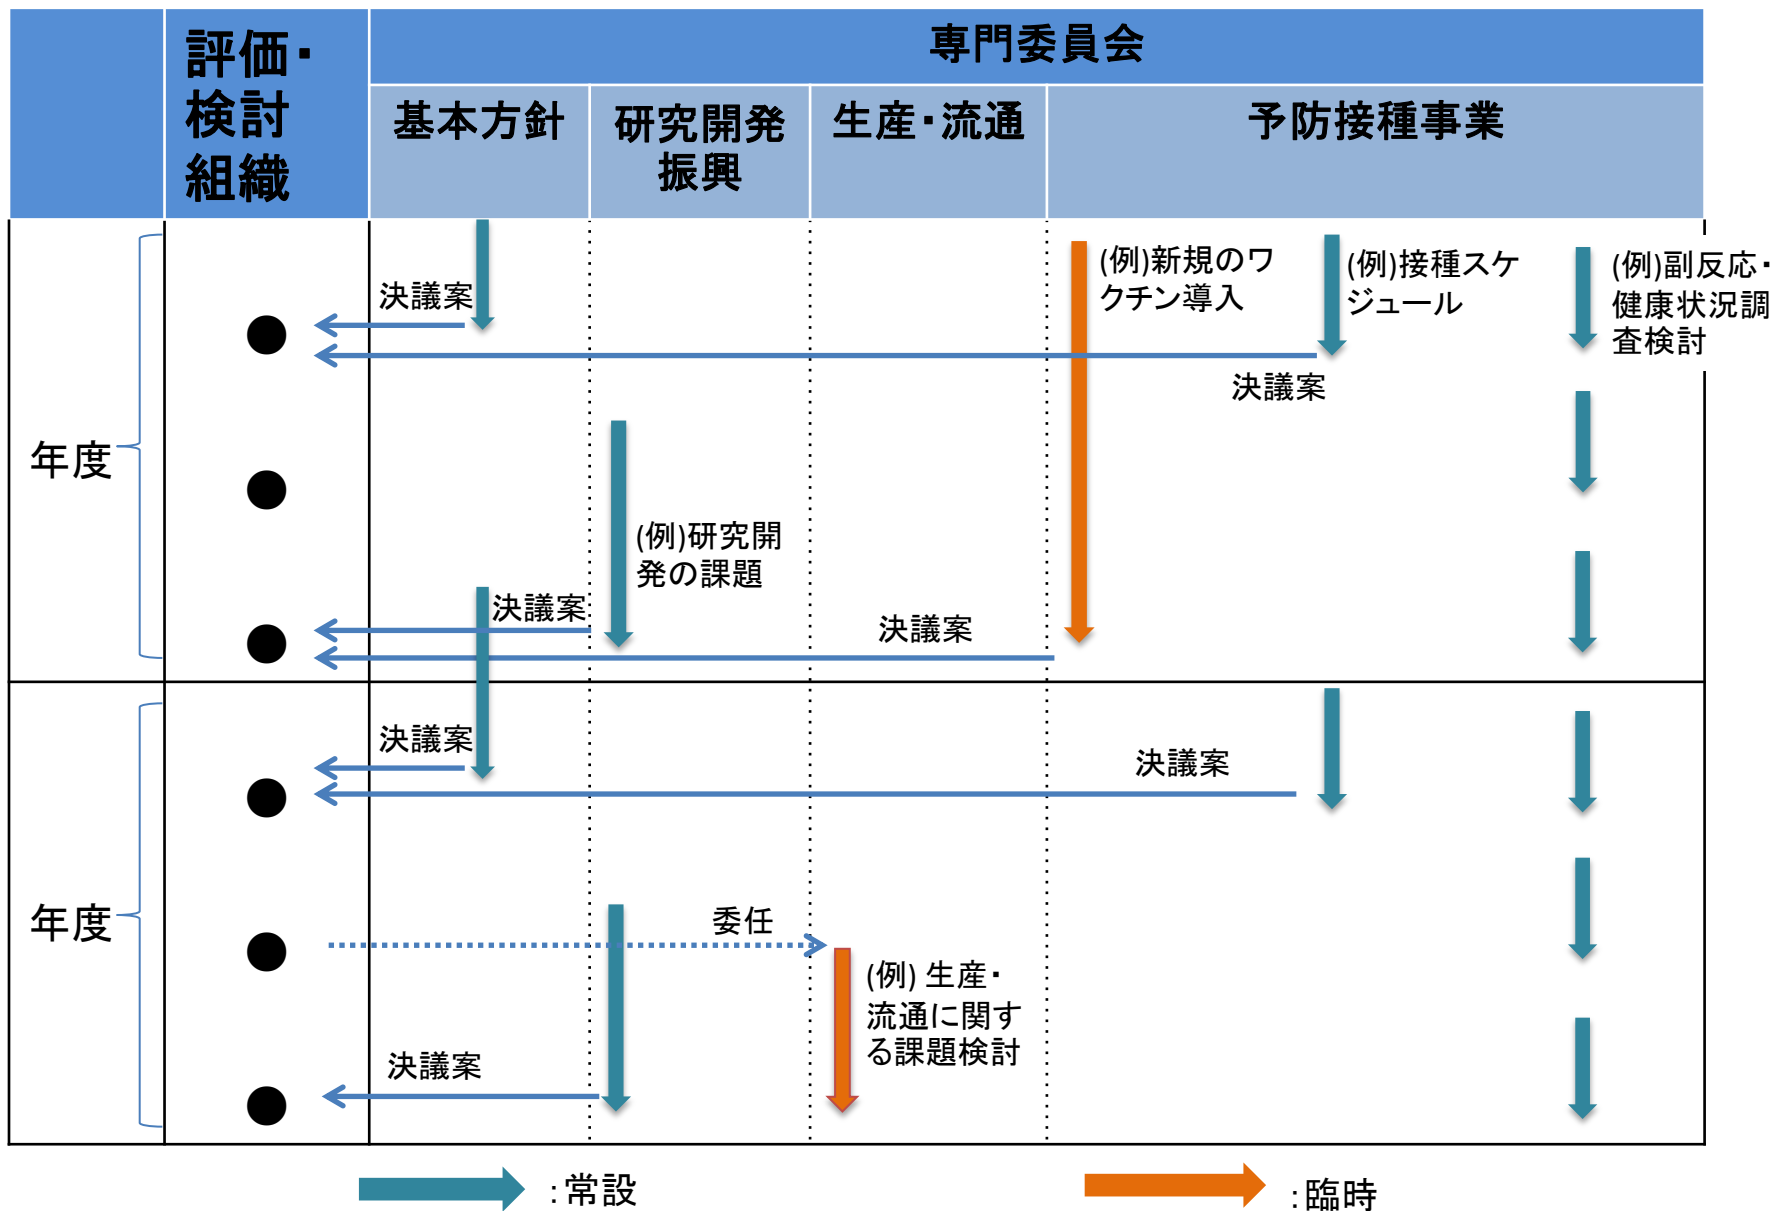 評価・
検討
組織
専門委員会
基本方針
研究開発
振興
生産・流通
予防接種事業
年度
決議案
(例)新規のワ
クチン導入
(例)接種スケ
ジュール
(例)副反応・
健康状況調
査検討
決議案
(例)研究開
発の課題
決議案
決議案
年度
決議案
決議案
委任
(例) 生産・
流通に関す
る課題検討
決議案
:常設
:臨時